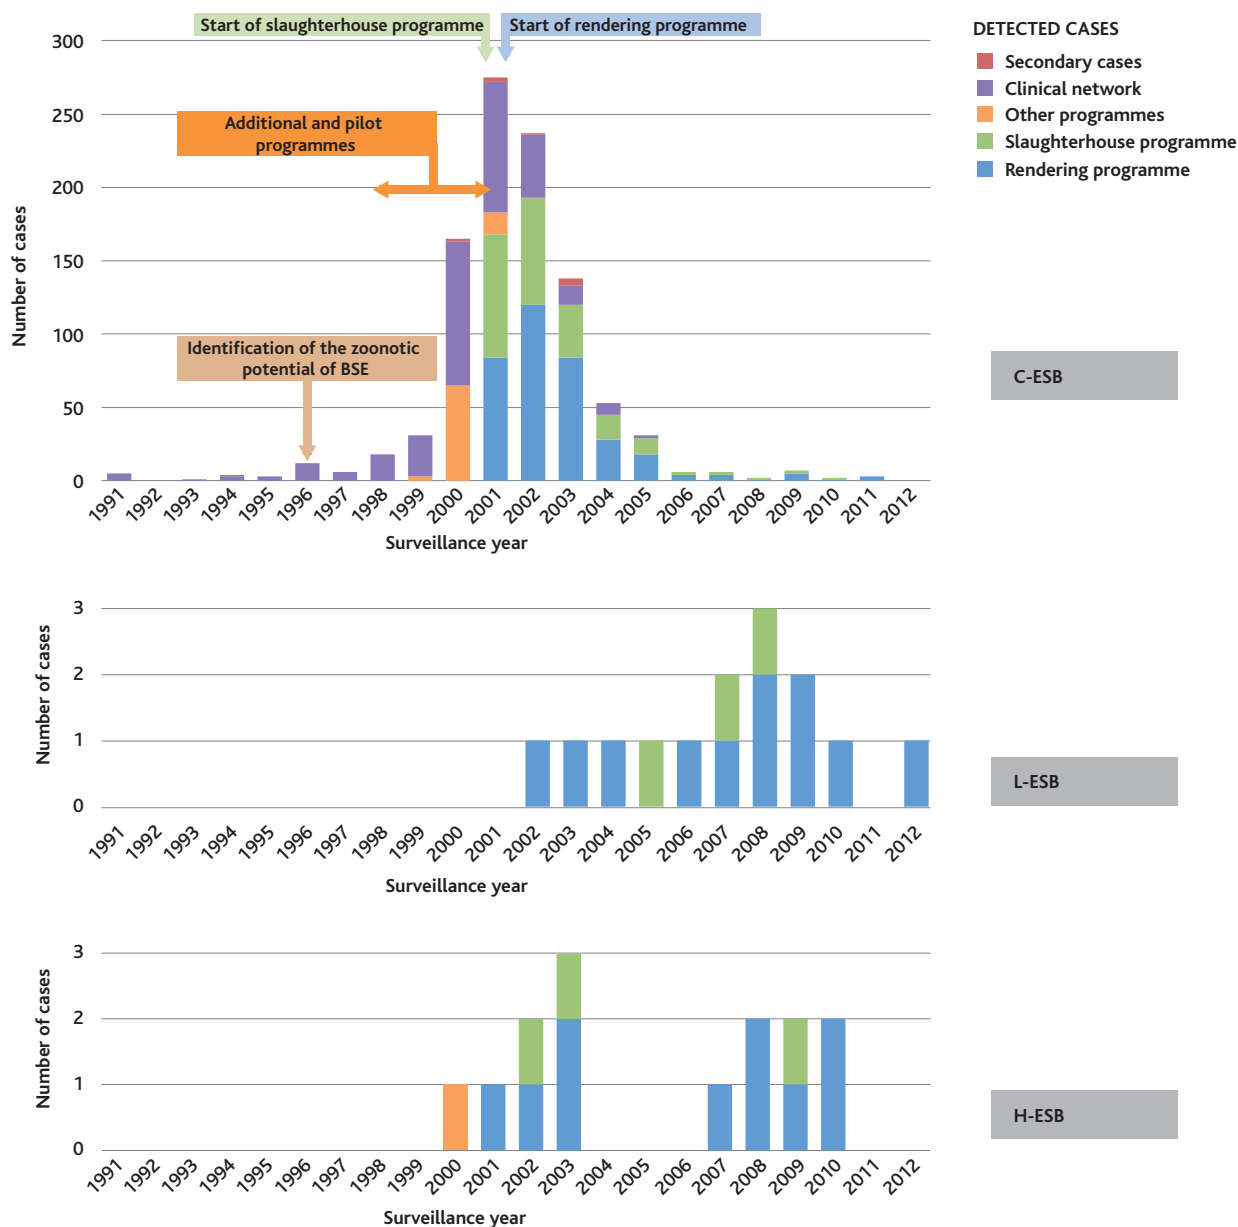 Start of slaughterhouse programme
Start of rendering programme
DETECTED CASES
Secondary cases
Clinical network
Other programmes
Slaughterhouse programme
Rendering programme
Additional and pilot
programmes
Identification of the zoonotic
potential of BSE
Number of cases
300
250
200
150
100
50
0
1991 1992 1993 1994 1995 1996 1997 1998 1999 2000 2001 2002 2003 2004 2005 2006 2007 2008 2009 2010 2011 2012
Surveillance year
C-ESB
Number of cases
3
2
1
0
1991 1992 1993 1994 1995 1996 1997 1998 1999 2000 2001 2002 2003 2004 2005 2006 2007 2008 2009 2010 2011 2012
Surveillance year
L-ESB
Number of cases
3
2
1
0
1991 1992 1993 1994 1995 1996 1997 1998 1999 2000 2001 2002 2003 2004 2005 2006 2007 2008 2009 2010 2011 2012
Surveillance year
H-ESB